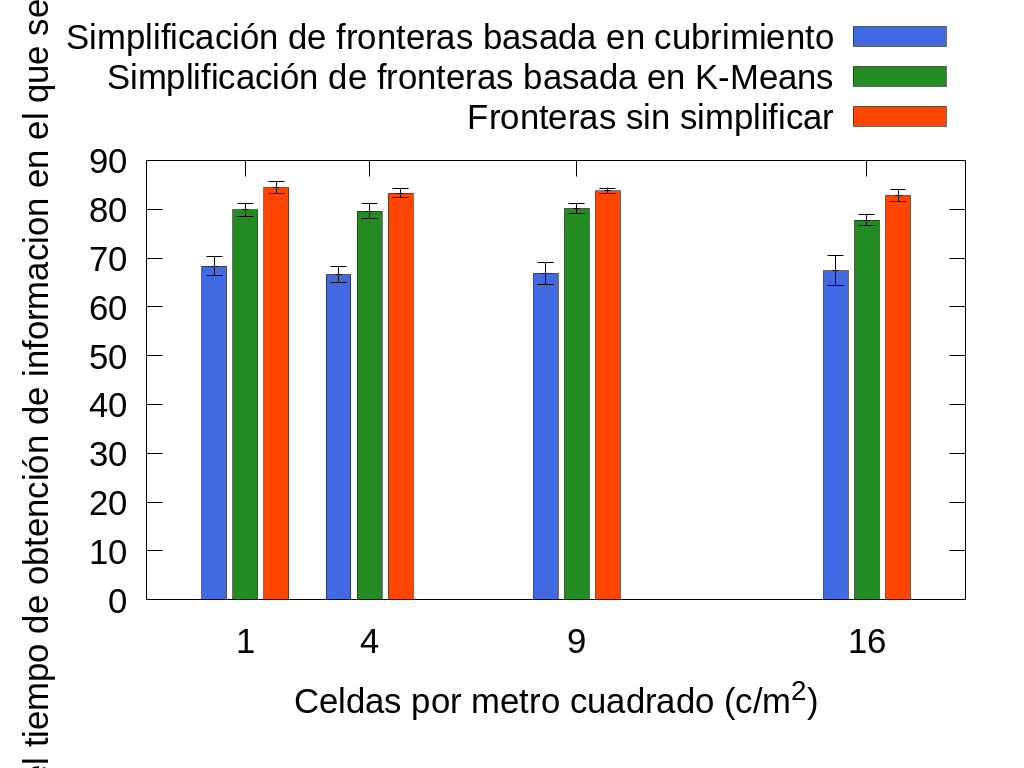 Simplificación de fronteras basada en cubrimiento
Simplificación de fronteras basada en K-Means
Fronteras sin simplificar
tiempo de obtención de informacion en el que se
90
80
70
60
50
40
30
20
10
0
1 4 9 16
Celdas por metro cuadrado (c/m²)